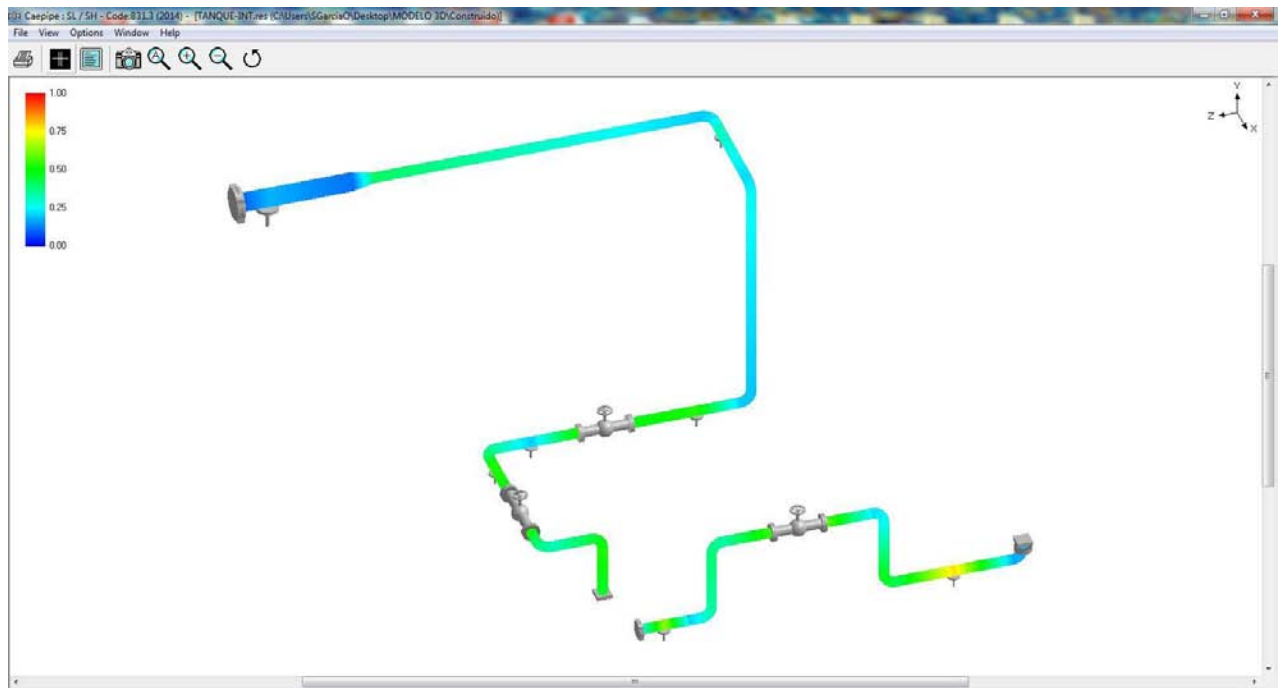 Caepipe : SL / SH - Code:B31.3 (2014) - [TANQUE-INT.res (C:\Users\SGarciaO\Desktop\MODELO 3D\Construido)]
File View Options Window Help
1.00
0.75
0.50
0.25
0.00
Y
Z
X